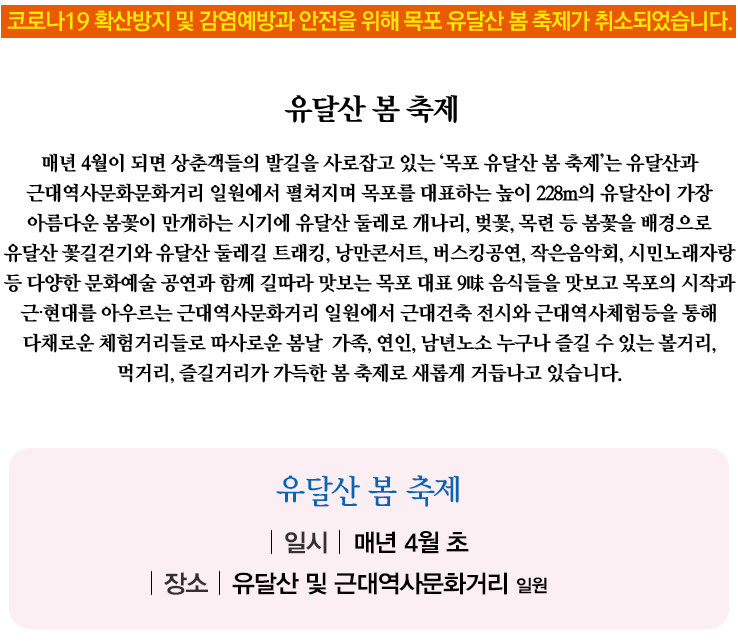 코로나19 확산방지 및 감염예방과 안전을 위해 목포 유달산 봄 축제가 취소되었습니다.
유달산 봄 축제
매년 4월이 되면 상춘객들의 발길을 사로잡고 있는 ‘목포 유달산 봄 축제’는 유달산과
근대역사문화문화거리 일원에서 펼쳐지며 목포를 대표하는 높이 228m의 유달산이 가장
아름다운 봄꽃이 만개하는 시기에 유달산 둘레로 개나리, 벚꽃, 목련 등 봄꽃을 배경으로
유달산 꽃길걷기와 유달산 둘레길 트래킹, 낭만콘서트, 버스킹공연, 작은음악회, 시민노래자랑
등 다양한 문화예술 공연과 함께 길따라 맛보는 목포 대표 9味 음식들을 맛보고 목포의 시작과
근·현대를 아우르는 근대역사문화거리 일원에서 근대건축 전시와 근대역사체험등을 통해
다채로운 체험거리들로 따사로운 봄날 가족, 연인, 남년노소 누구나 즐길 수 있는 볼거리,
먹거리, 즐길거리가 가득한 봄 축제로 새롭게 거듭나고 있습니다.
유달산 봄 축제
| 일시 | 매년 4월 초
| 장소 | 유달산 및 근대역사문화거리 일원